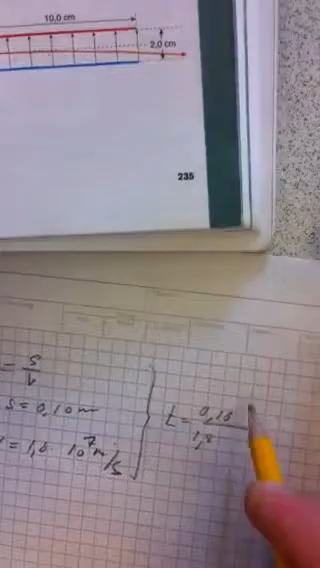 10,0 cm
2,0 cm
235
s = 0,10 m
= 1,8 · 10⁷ m/s
t = 0,10
1,8